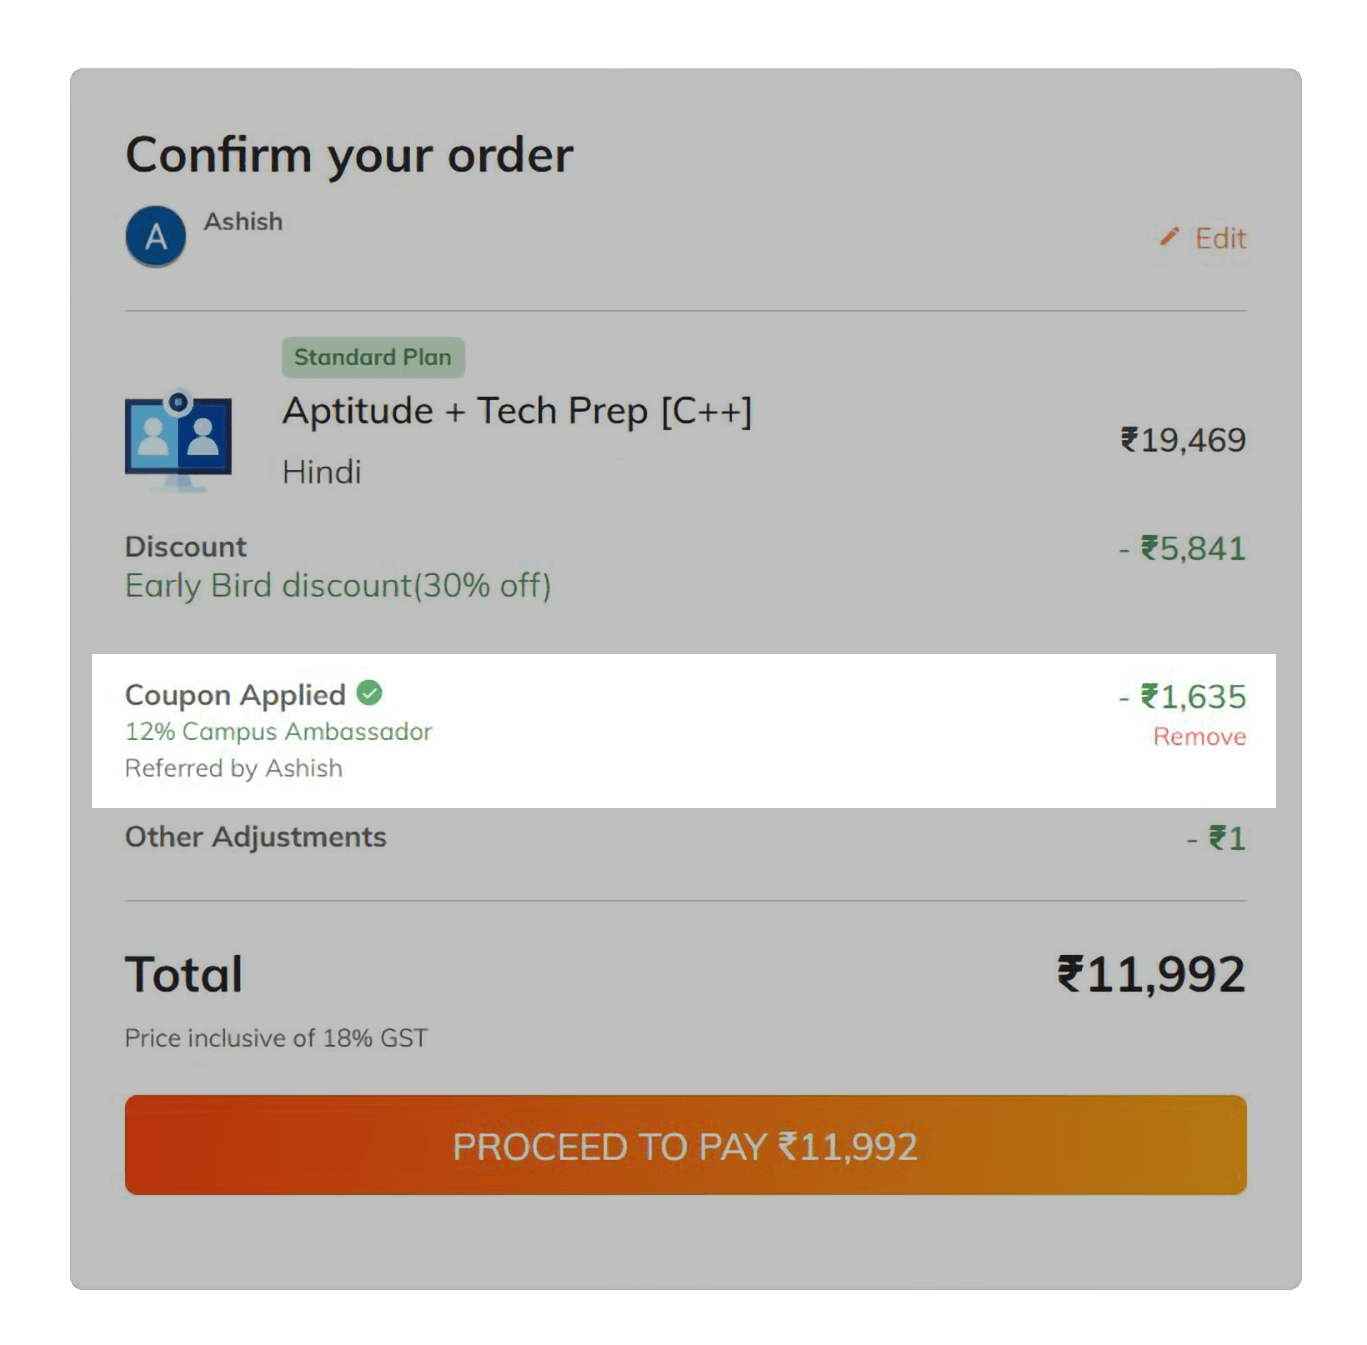 Confirm your order
A
Ashish
Edit
Standard Plan
Aptitude + Tech Prep [C++]
₹19,469
Hindi
Discount
- ₹5,841
Early Bird discount(30% off)
Coupon Applied
- ₹1,635
12% Campus Ambassador
Remove
Referred by Ashish
Other Adjustments
- ₹1
Total
₹11,992
Price inclusive of 18% GST
PROCEED TO PAY ₹11,992